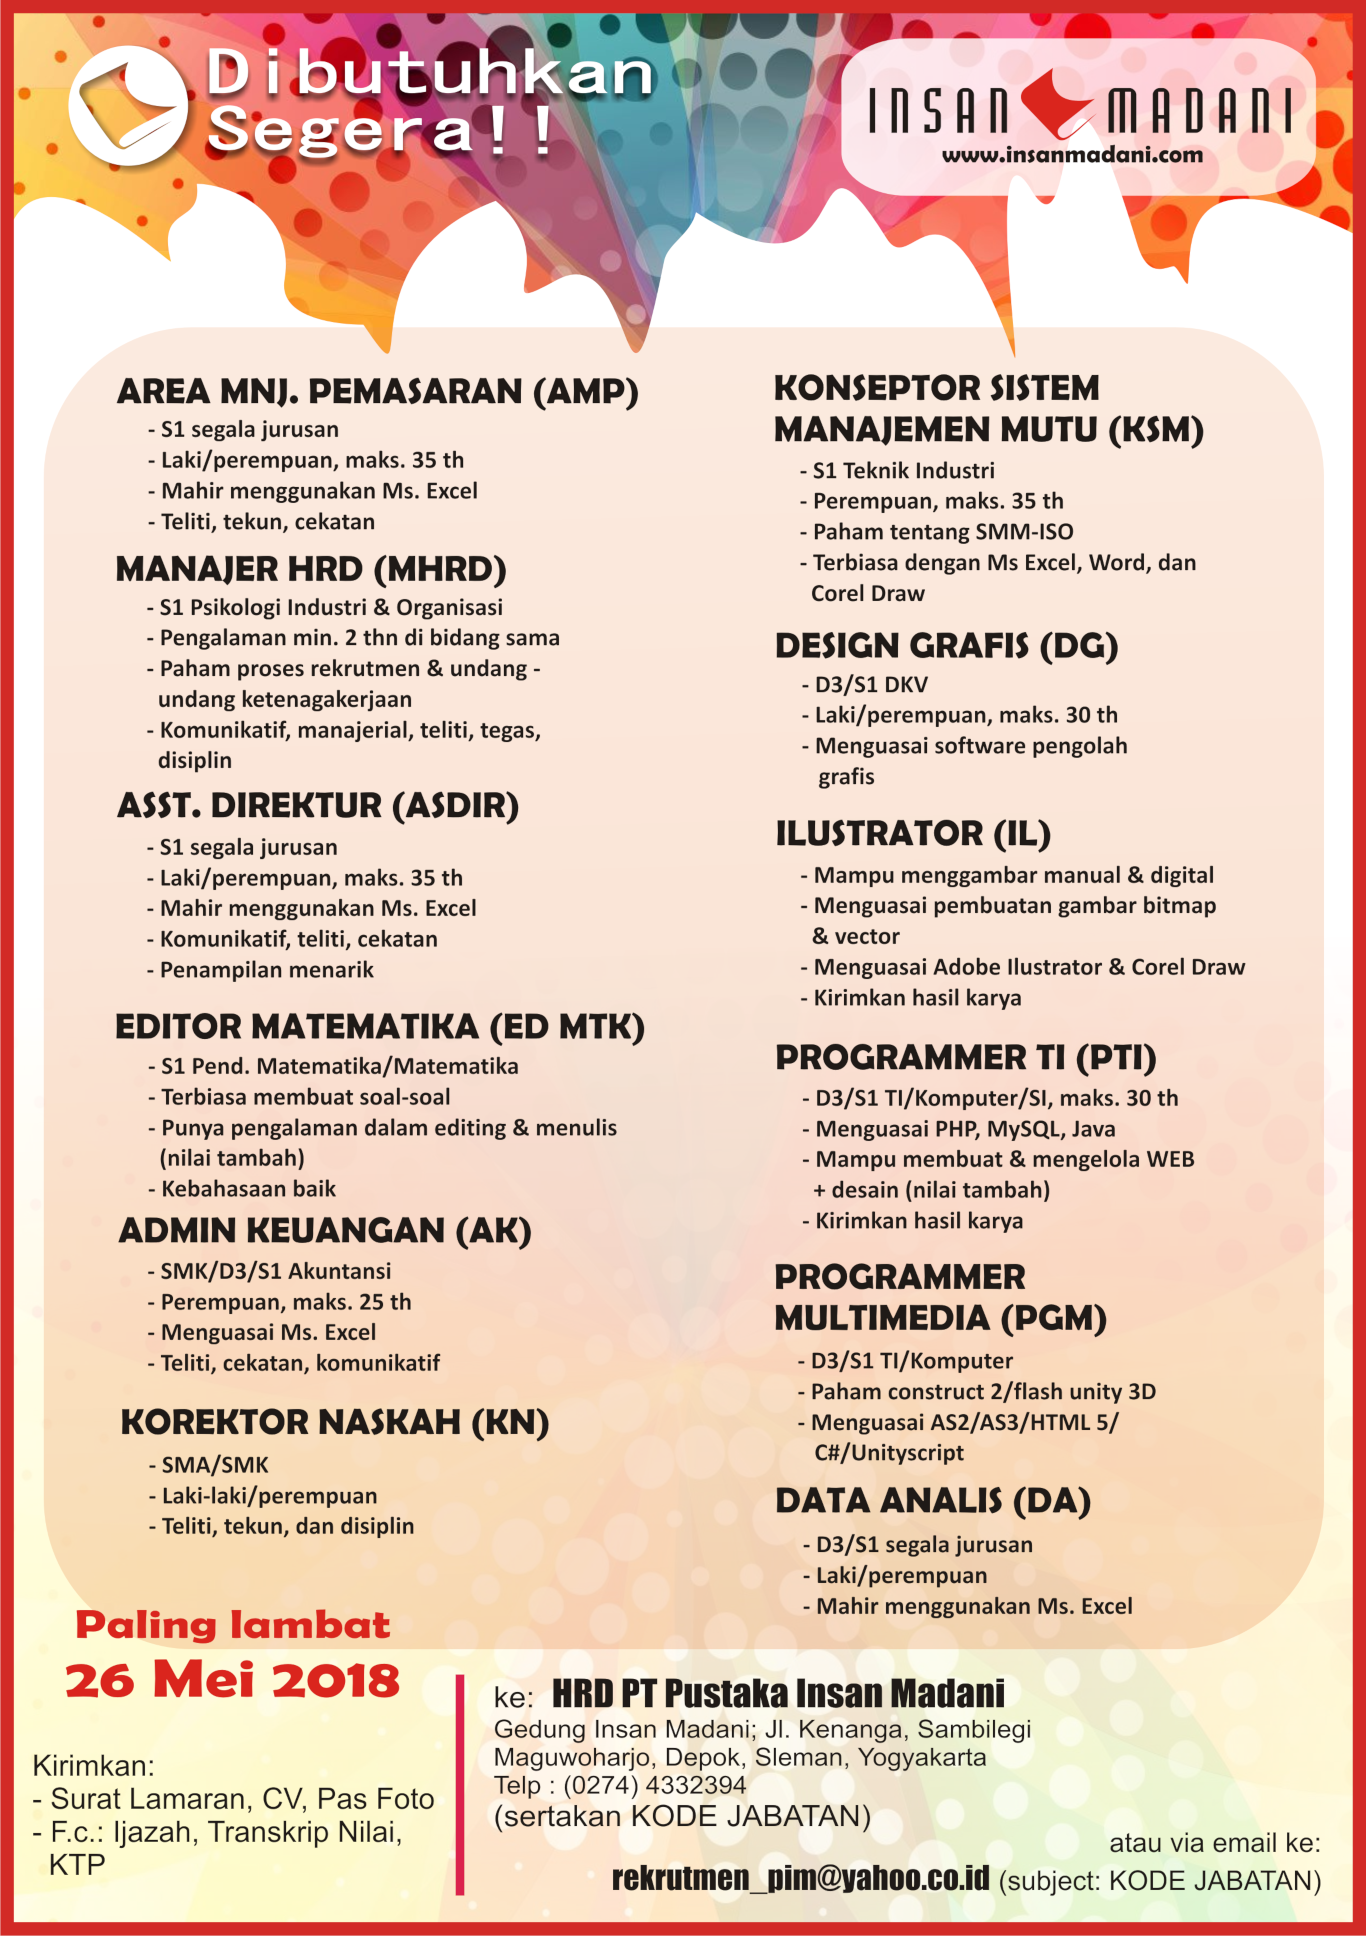 Dibutuhkan
Segera!!
INSAN MADANI
www.insanmadani.com
AREA MNJ. PEMASARAN (AMP)
- S1 segala jurusan
- Laki/perempuan, maks. 35 th
- Mahir menggunakan Ms. Excel
- Teliti, tekun, cekatan
MANAJER HRD (MHRD)
- S1 Psikologi Industri & Organisasi
- Pengalaman min. 2 thn di bidang sama
- Paham proses rekrutmen & undang -
undang ketenagakerjaan
- Komunikatif, manajerial, teliti, tegas,
disiplin
ASST. DIREKTUR (ASDIR)
- S1 segala jurusan
- Laki/perempuan, maks. 35 th
- Mahir menggunakan Ms. Excel
- Komunikatif, teliti, cekatan
- Penampilan menarik
EDITOR MATEMATIKA (ED MTK)
- S1 Pend. Matematika/Matematika
- Terbiasa membuat soal-soal
- Punya pengalaman dalam editing & menulis
(nilai tambah)
- Kebahasaan baik
ADMIN KEUANGAN (AK)
- SMK/D3/S1 Akuntansi
- Perempuan, maks. 25 th
- Menguasai Ms. Excel
- Teliti, cekatan, komunikatif
KOREKTOR NASKAH (KN)
- SMA/SMK
- Laki-laki/perempuan
- Teliti, tekun, dan disiplin
KONSEPTOR SISTEM
MANAJEMEN MUTU (KSM)
- S1 Teknik Industri
- Perempuan, maks. 35 th
- Paham tentang SMM-ISO
- Terbiasa dengan Ms Excel, Word, dan
Corel Draw
DESIGN GRAFIS (DG)
- D3/S1 DKV
- Laki/perempuan, maks. 30 th
- Menguasai software pengolah
grafis
ILUSTRATOR (IL)
- Mampu menggambar manual & digital
- Menguasai pembuatan gambar bitmap
& vector
- Menguasai Adobe Ilustrator & Corel Draw
- Kirimkan hasil karya
PROGRAMMER TI (PTI)
- D3/S1 TI/Komputer/SI, maks. 30 th
- Menguasai PHP, MySQL, Java
- Mampu membuat & mengelola WEB
+ desain (nilai tambah)
- Kirimkan hasil karya
PROGRAMMER
MULTIMEDIA (PGM)
- D3/S1 TI/Komputer
- Paham construct 2/flash unity 3D
- Menguasai AS2/AS3/HTML 5/
C#/Unityscript
DATA ANALIS (DA)
- D3/S1 segala jurusan
- Laki/perempuan
- Mahir menggunakan Ms. Excel
Paling lambat
26 Mei 2018
Kirimkan:
- Surat Lamaran, CV, Pas Foto
- F.c.: Ijazah, Transkrip Nilai,
KTP
ke: HRD PT Pustaka Insan Madani
Gedung Insan Madani; Jl. Kenanga, Sambilegi
Maguwoharjo, Depok, Sleman, Yogyakarta
Telp : (0274) 4332394
(sertakan KODE JABATAN)
atau via email ke:
rekrutmen_pim@yahoo.co.id (subject: KODE JABATAN)